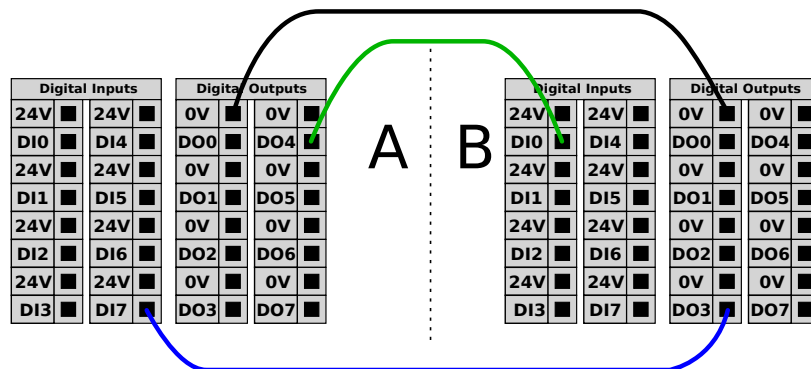 Digital Inputs Digital Outputs Digital Inputs Digital Outputs
24V 24V 0V 0V 24V 24V 0V 0V
DI0 DI4 DO0 DO4 A B DI0 DI4 DO0 DO4
24V 24V 0V 0V 24V 24V 0V 0V
DI1 DI5 DO1 DO5 DI1 DI5 DO1 DO5
24V 24V 0V 0V 24V 24V 0V 0V
DI2 DI6 DO2 DO6 DI2 DI6 DO2 DO6
24V 24V 0V 0V 24V 24V 0V 0V
DI3 DI7 DO3 DO7 DI3 DI7 DO3 DO7